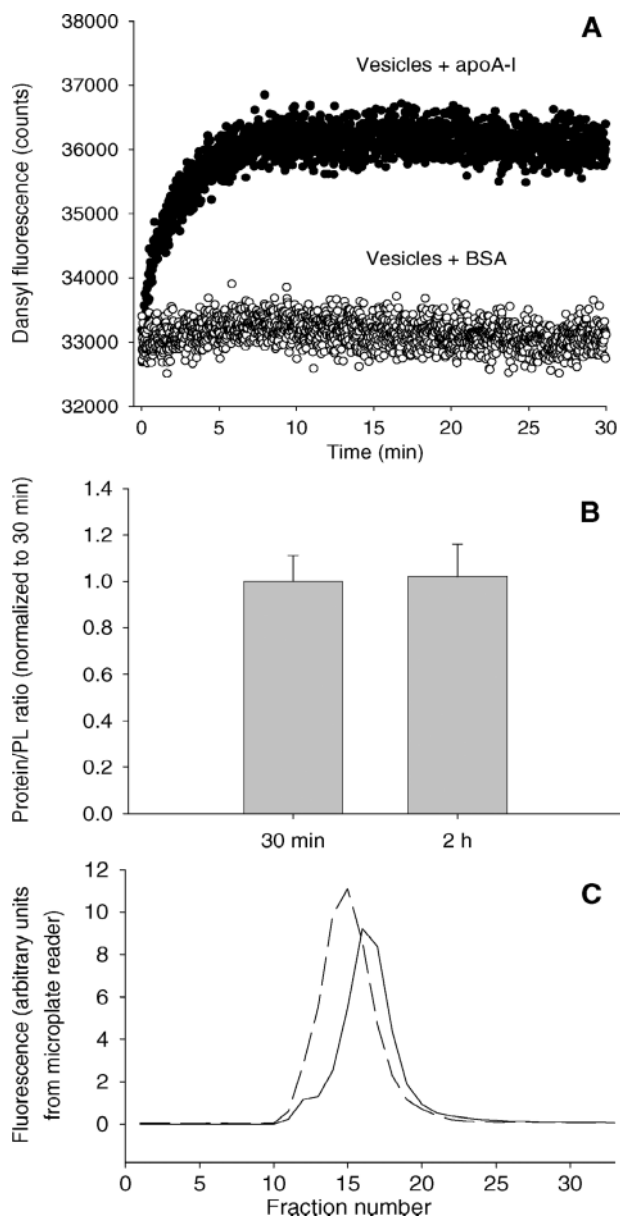 A
Dansyl fluorescence (counts)
38000
37000
36000
35000
34000
33000
32000
Vesicles + apoA-I
Vesicles + BSA
0 5 10 15 20 25 30
Time (min)
B
Protein/PL ratio (normalized to 30 min)
1.4
1.2
1.0
0.8
0.6
0.4
0.2
0.0
30 min 2 h
C
Fluorescence (arbitrary units
from microplate reader)
12
10
8
6
4
2
0
0 5 10 15 20 25 30
Fraction number